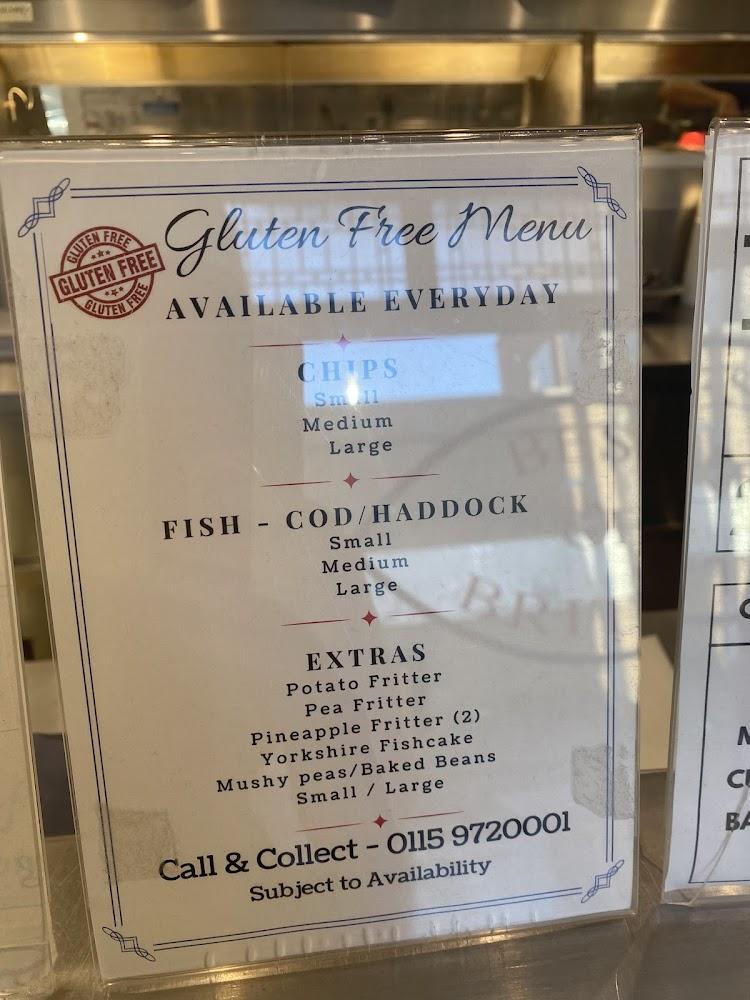 Gluten Free Menu
GLUTEN FREE
GLUTEN FREE
GLUTEN FREE
AVAILABLE EVERYDAY
CHIPS
Small
Medium
Large
FISH - COD/HADDOCK
Small
Medium
Large
EXTRAS
Potato Fritter
Pea Fritter
Pineapple Fritter (2)
Yorkshire Fishcake
Mushy peas/Baked Beans
Small / Large
Call & Collect - 0115 9720001
Subject to Availability